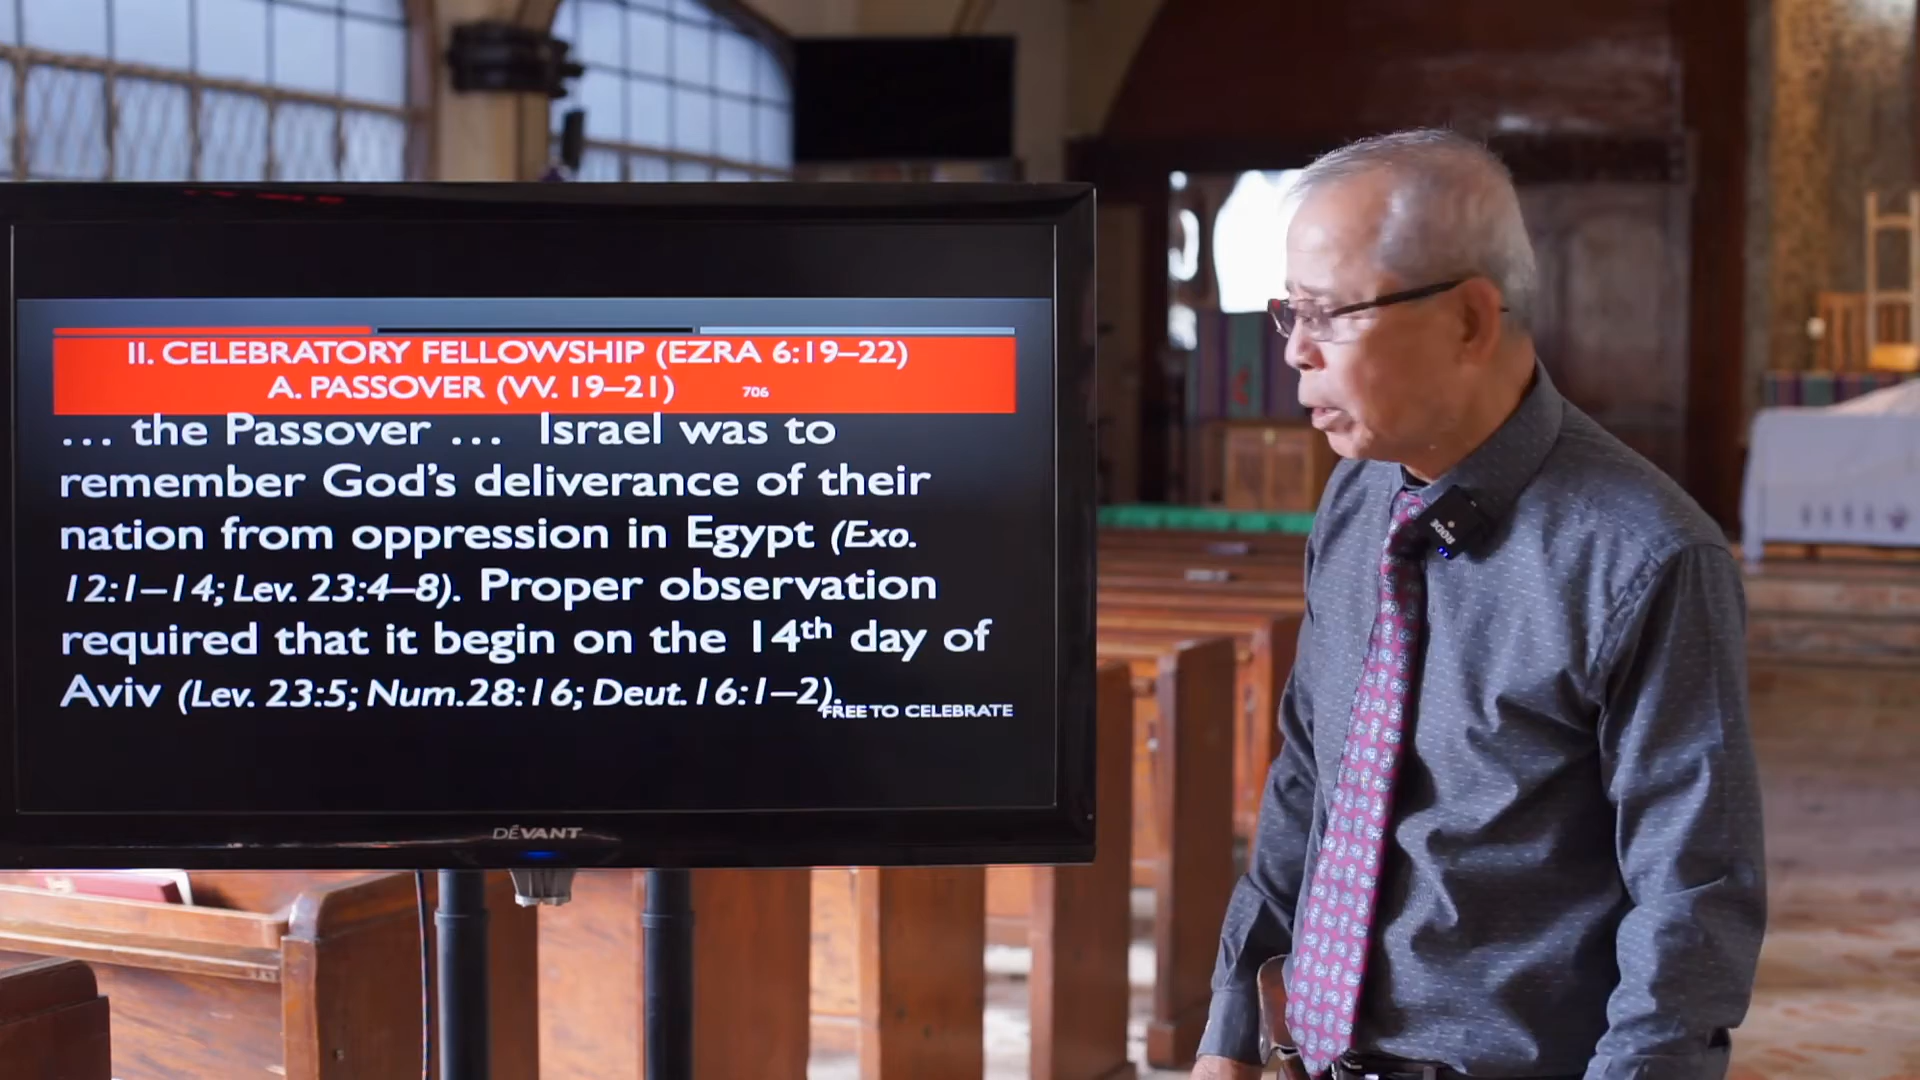 II. CELEBRATORY FELLOWSHIP (EZRA 6:19–22)
A. PASSOVER (VV. 19–21) 706
… the Passover … Israel was to
remember God’s deliverance of their
nation from oppression in Egypt (Exo.
12:1–14; Lev. 23:4–8). Proper observation
required that it begin on the 14th day of
Aviv (Lev. 23:5; Num.28:16; Deut. 16:1–2).
FREE TO CELEBRATE
DEVANT
RODE